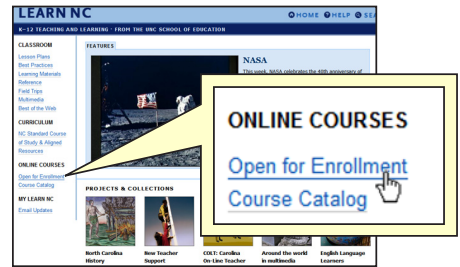 LEARN NC
HOME HELP SEA
K-12 TEACHING AND LEARNING · FROM THE UNC SCHOOL OF EDUCATION
CLASSROOM
Lesson Plans
Best Practices
Learning Materials
Reference
Field Trips
Multimedia
Best of the Web
CURRICULUM
NC Standard Course
of Study & Aligned
Resources
ONLINE COURSES
Open for Enrollment
Course Catalog
MY LEARN NC
Email Updates
FEATURES
NASA
This week, NASA celebrates the 40th anniversary of
ONLINE COURSES
Open for Enrollment
Course Catalog
PROJECTS & COLLECTIONS
North Carolina
History
New Teacher
Support
COLT: Carolina
On-Line Teacher
Around the world
in multimedia
English Language
Learners